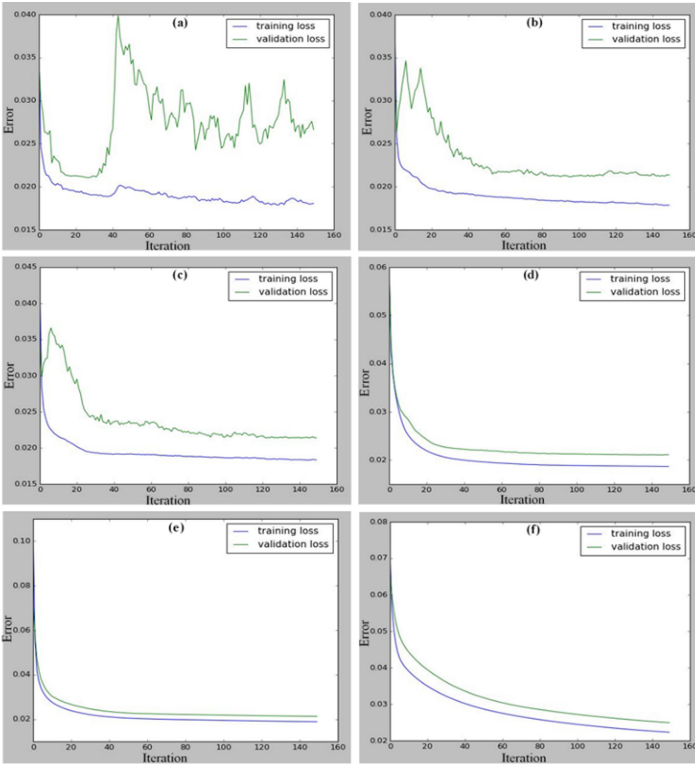 (a)
training loss
validation loss
0.040
0.035
0.030
0.025
0.020
0.015
Error
0 20 40 60 80 100 120 140 160
Iteration
(b)
training loss
validation loss
0.040
0.035
0.030
0.025
0.020
0.015
Error
0 20 40 60 80 100 120 140 160
Iteration
(c)
training loss
validation loss
0.045
0.040
0.035
0.030
0.025
0.020
0.015
Error
0 20 40 60 80 100 120 140 160
Iteration
(d)
training loss
validation loss
0.06
0.05
0.04
0.03
0.02
Error
0 20 40 60 80 100 120 140 160
Iteration
(e)
training loss
validation loss
0.10
0.08
0.06
0.04
0.02
Error
0 20 40 60 80 100 120 140 160
Iteration
(f)
training loss
validation loss
0.08
0.07
0.06
0.05
0.04
0.03
0.02
Error
0 20 40 60 80 100 120 140 160
Iteration